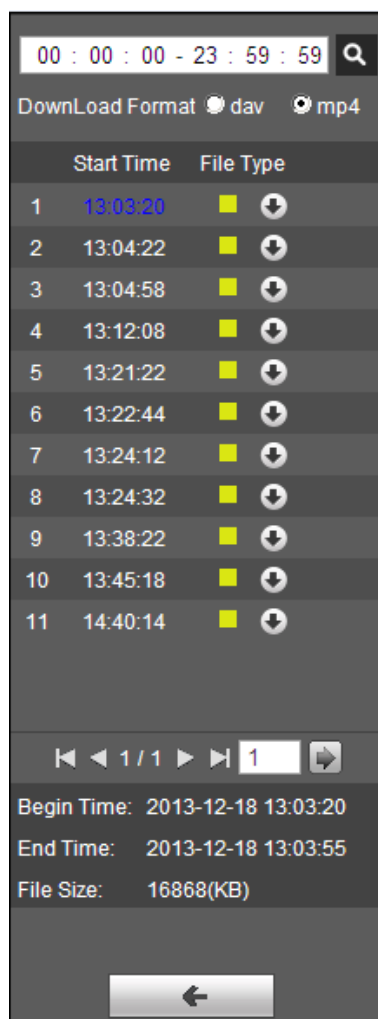 00 : 00 : 00 - 23 : 59 : 59
DownLoad Format dav mp4
Start Time File Type
1 13:03:20
2 13:04:22
3 13:04:58
4 13:12:08
5 13:21:22
6 13:22:44
7 13:24:12
8 13:24:32
9 13:38:22
10 13:45:18
11 14:40:14
1 / 1 1
Begin Time: 2013-12-18 13:03:20
End Time: 2013-12-18 13:03:55
File Size: 16868(KB)